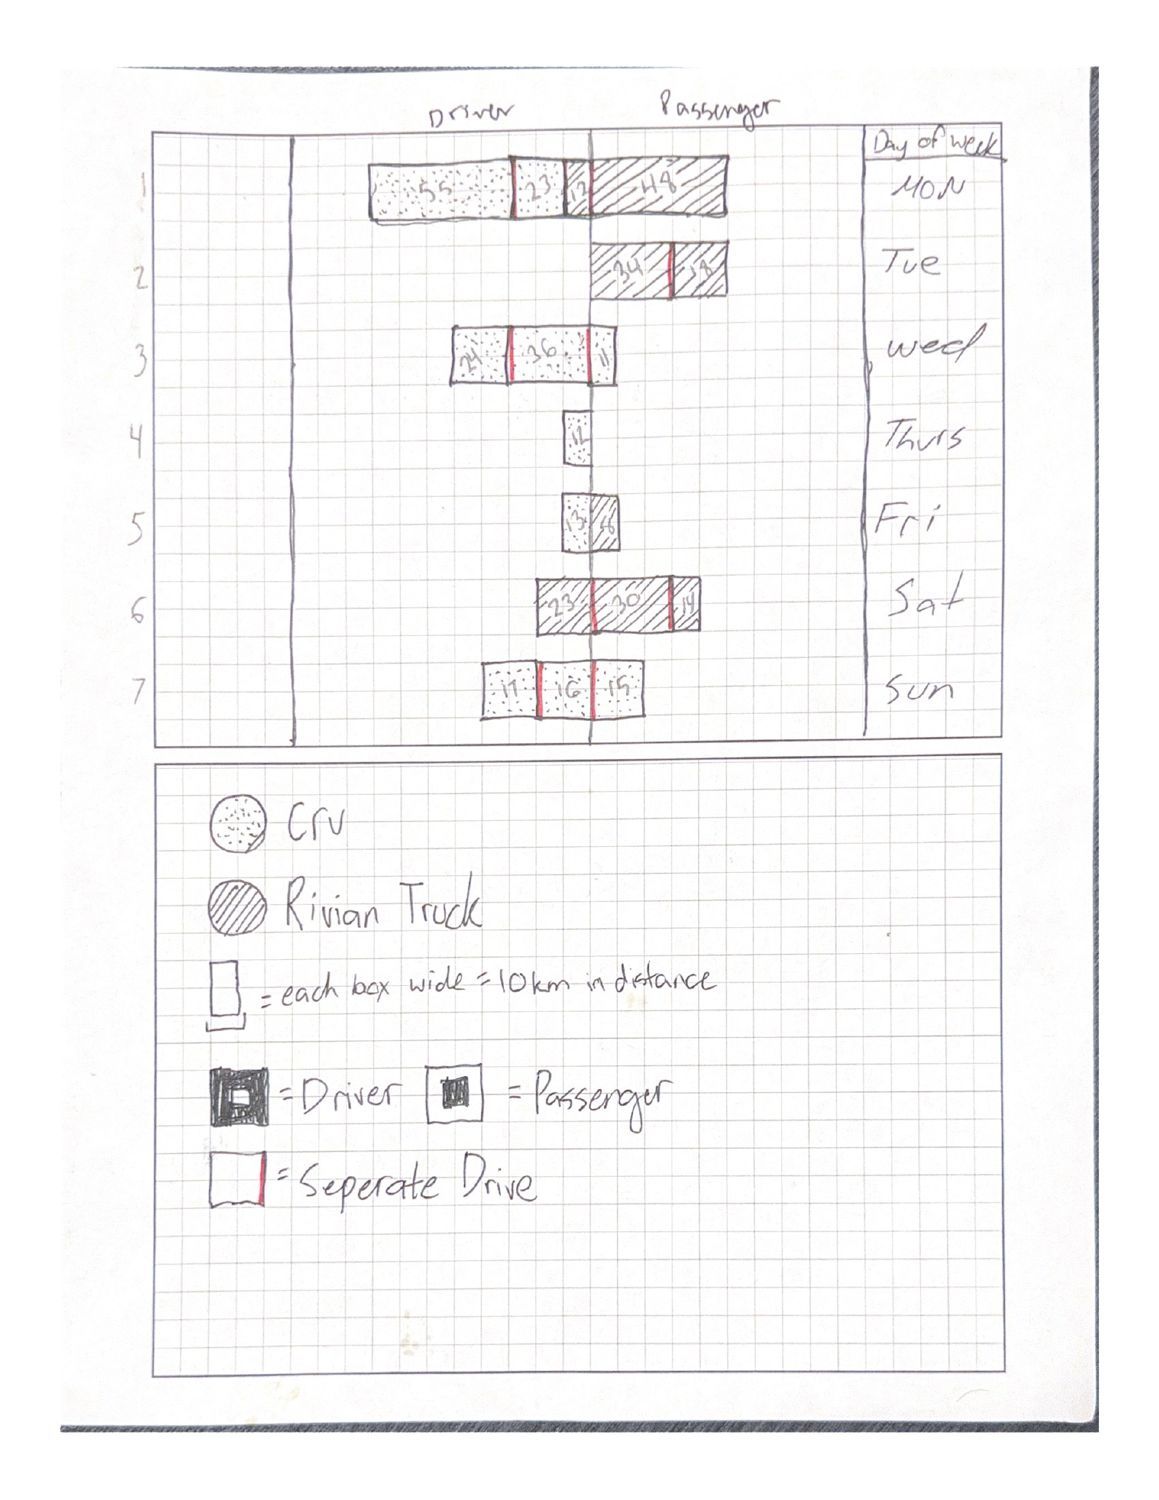 Driver Passenger
Day of week
1 55 23 12 48 MON
2 34 18 Tue
3 24 36 11 wed
4 12 Thurs
5 13 Fri
6 23 30 14 Sat
7 17 16 15 Sun
Crv
Rivian Truck
= each box wide = 10km in distance
= Driver = Passenger
= Seperate Drive